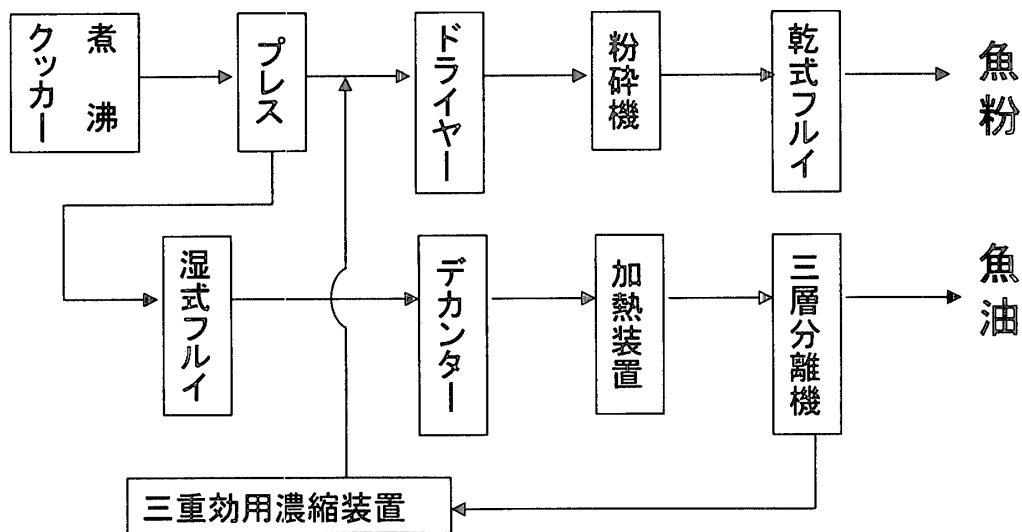 煮沸
クッカー
プレス
ドライヤー
粉砕機
乾式フルイ
魚粉
湿式フルイ
デカンター
加熱装置
三層分離機
魚油
三重効用濃縮装置